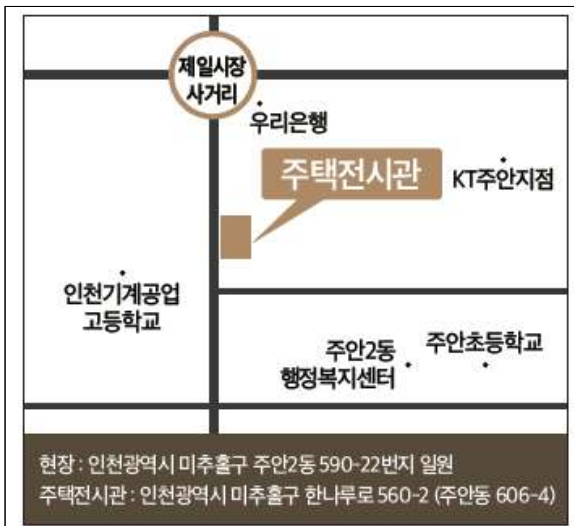 제일시장
사거리
우리은행
주택전시관
KT주안지점
인천기계공업
고등학교
주안2동
행정복지센터
주안초등학교
현장 : 인천광역시 미추홀구 주안2동 590-22번지 일원
주택전시관 : 인천광역시 미추홀구 한나루로 560-2 (주안동 606-4)